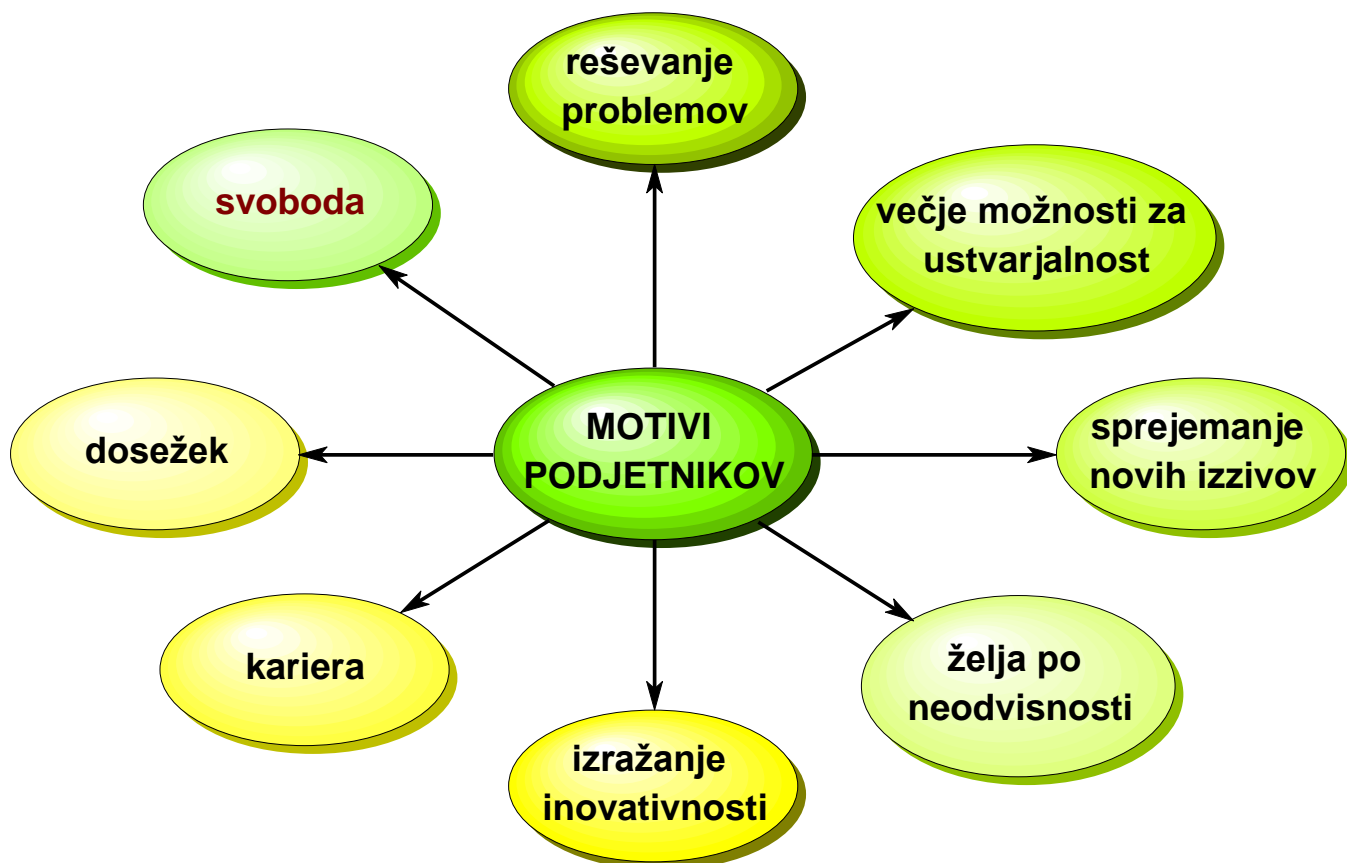 reševanje
problemov
svoboda
večje možnosti za
ustvarjalnost
MOTIVI
PODJETNIKOV
dosežek
sprejemanje
novih izzivov
kariera
želja po
neodvisnosti
izražanje
inovativnosti